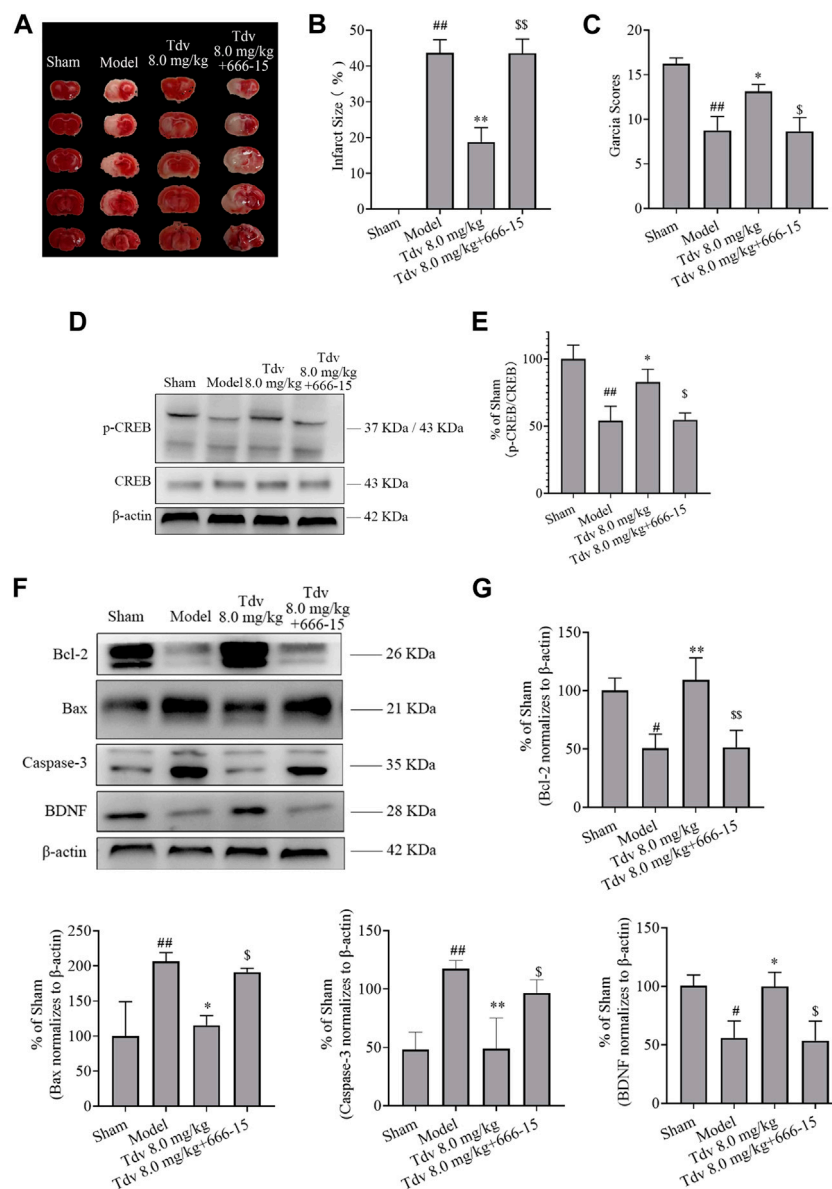 A
Sham
Model
Tdv
8.0 mg/kg
Tdv
8.0 mg/kg
+666-15
B
Infarct Size ( % )
50
40
30
20
10
0
##
**
$$
Sham
Model
Tdv 8.0 mg/kg
Tdv 8.0 mg/kg+666-15
C
Garcia Scores
20
15
10
5
0
##
*
$
Sham
Model
Tdv 8.0 mg/kg
Tdv 8.0 mg/kg+666-15
D
Sham
Model
Tdv
8.0 mg/kg
Tdv
8.0 mg/kg
+666-15
p-CREB
37 KDa / 43 KDa
CREB
43 KDa
β-actin
42 KDa
E
% of Sham
(p-CREB/CREB)
100
50
0
##
*
$
Sham
Model
Tdv 8.0 mg/kg
Tdv 8.0 mg/kg+666-15
F
Sham
Model
Tdv
8.0 mg/kg
Tdv
8.0 mg/kg
+666-15
Bcl-2
26 KDa
Bax
21 KDa
Caspase-3
35 KDa
BDNF
28 KDa
β-actin
42 KDa
G
% of Sham
(Bcl-2 normalizes to β-actin)
150
100
50
0
#
**
$$
Sham
Model
Tdv 8.0 mg/kg
Tdv 8.0 mg/kg+666-15
% of Sham
(Bax normalizes to β-actin)
250
200
150
100
50
0
##
*
$
Sham
Model
Tdv 8.0 mg/kg
Tdv 8.0 mg/kg+666-15
% of Sham
(Caspase-3 normalizes to β-actin)
150
100
50
0
##
**
$
Sham
Model
Tdv 8.0 mg/kg
Tdv 8.0 mg/kg+666-15
% of Sham
(BDNF normalizes to β-actin)
150
100
50
0
#
*
$
Sham
Model
Tdv 8.0 mg/kg
Tdv 8.0 mg/kg+666-15